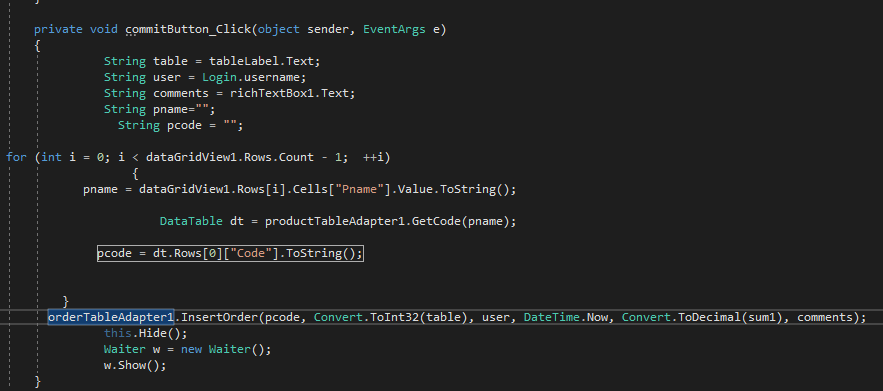 }
private void commitButton_Click(object sender, EventArgs e)
{
String table = tableLabel.Text;
String user = Login.username;
String comments = richTextBox1.Text;
String pname="";
String pcode = "";
for (int i = 0; i < dataGridView1.Rows.Count - 1; ++i)
{
pname = dataGridView1.Rows[i].Cells["Pname"].Value.ToString();
DataTable dt = productTableAdapter1.GetCode(pname);
pcode = dt.Rows[0]["Code"].ToString();
}
orderTableAdapter1.InsertOrder(pcode, Convert.ToInt32(table), user, DateTime.Now, Convert.ToDecimal(sum1), comments);
this.Hide();
Waiter w = new Waiter();
w.Show();
}